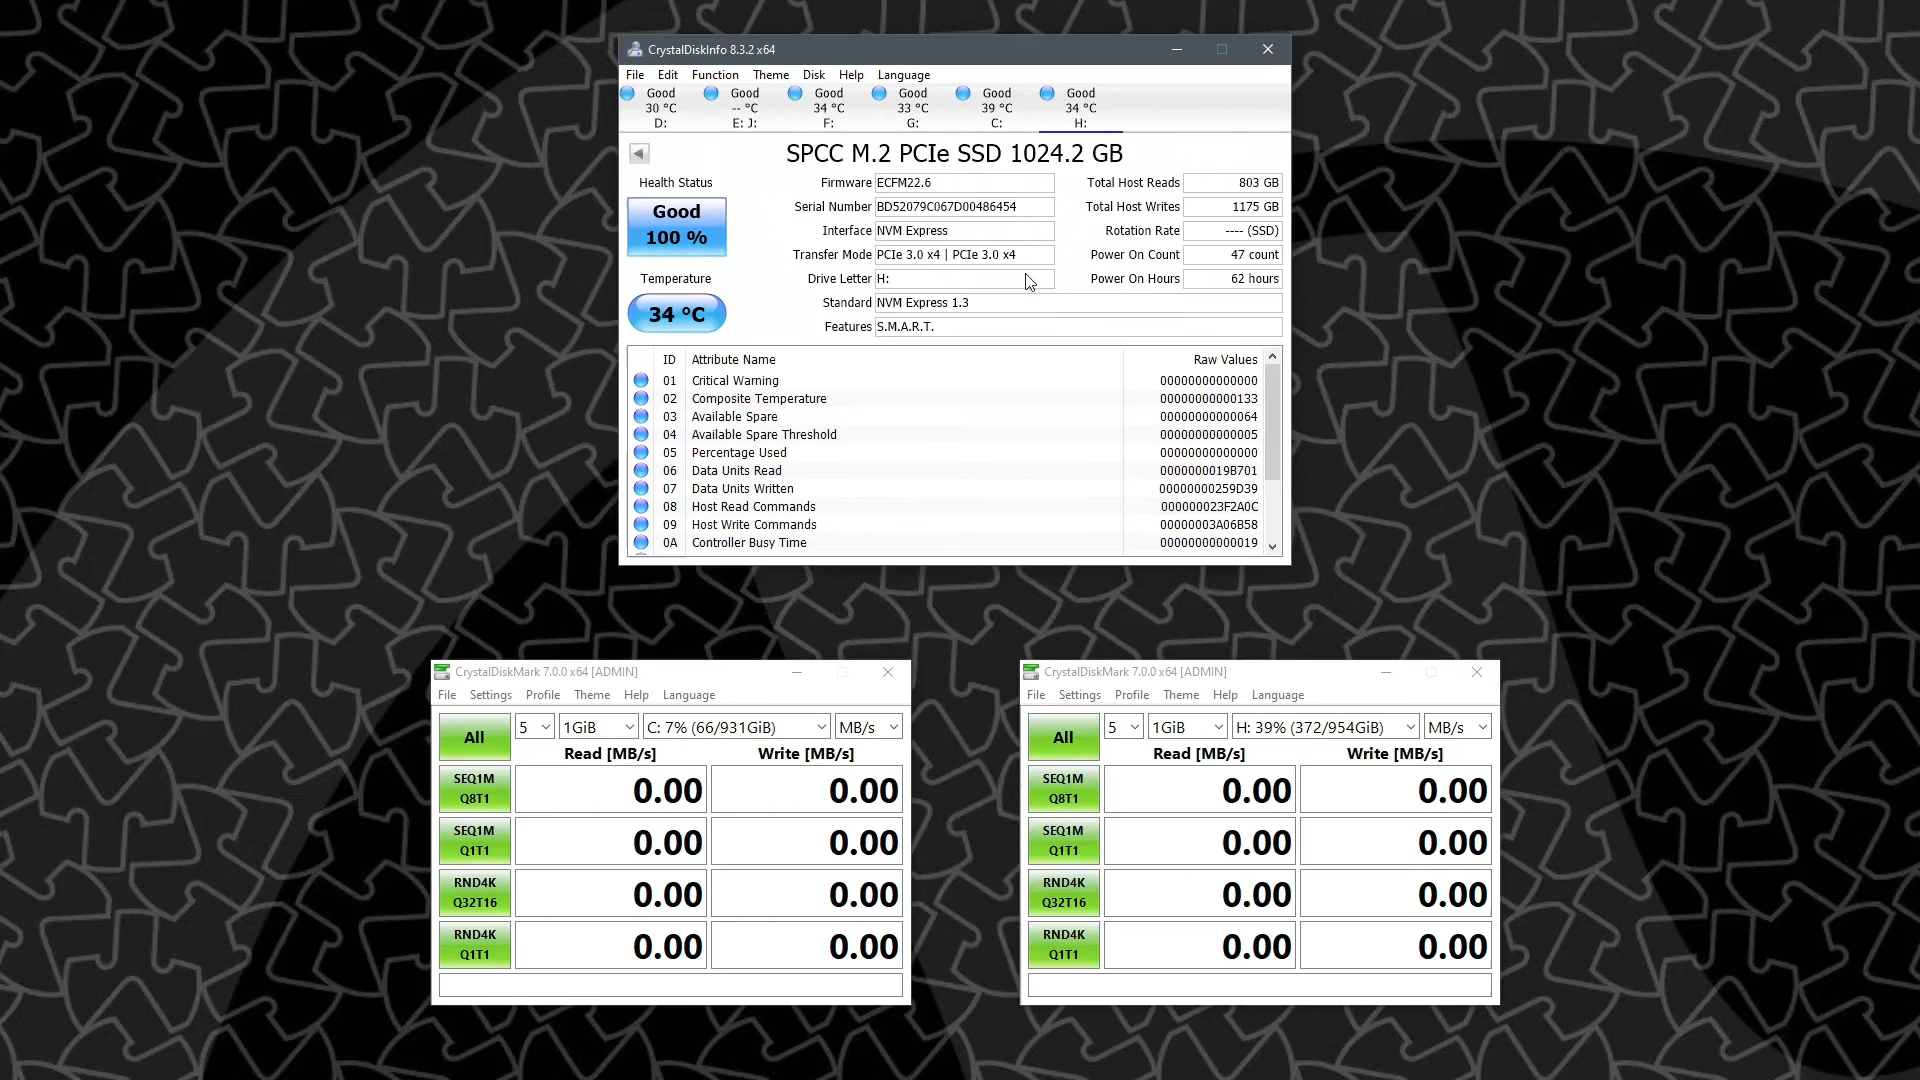 CrystalDiskInfo 8.3.2 x64
File Edit Function Theme Disk Help Language
Good Good Good Good Good Good
30 °C -- °C 34 °C 33 °C 39 °C 34 °C
D: E: J: F: G: C: H:
SPCC M.2 PCIe SSD 1024.2 GB
Health Status
Good
100 %
Temperature
34 °C
Firmware ECFM22.6
Serial Number BD52079C067D00486454
Interface NVM Express
Transfer Mode PCIe 3.0 x4 | PCIe 3.0 x4
Drive Letter H:
Standard NVM Express 1.3
Features S.M.A.R.T.
Total Host Reads 803 GB
Total Host Writes 1175 GB
Rotation Rate ---- (SSD)
Power On Count 47 count
Power On Hours 62 hours
ID Attribute Name Raw Values
01 Critical Warning 00000000000000
02 Composite Temperature 00000000000133
03 Available Spare 00000000000064
04 Available Spare Threshold 00000000000005
05 Percentage Used 00000000000000
06 Data Units Read 0000000019B701
07 Data Units Written 00000000259D39
08 Host Read Commands 000000023F2A0C
09 Host Write Commands 00000003A06B58
0A Controller Busy Time 00000000000019
CrystalDiskMark 7.0.0 x64 [ADMIN]
File Settings Profile Theme Help Language
All 5 1GiB C: 7% (66/931GiB) MB/s
Read [MB/s] Write [MB/s]
SEQ1M
Q8T1
0.00 0.00
SEQ1M
Q1T1
0.00 0.00
RND4K
Q32T16
0.00 0.00
RND4K
Q1T1
0.00 0.00
CrystalDiskMark 7.0.0 x64 [ADMIN]
File Settings Profile Theme Help Language
All 5 1GiB H: 39% (372/954GiB) MB/s
Read [MB/s] Write [MB/s]
SEQ1M
Q8T1
0.00 0.00
SEQ1M
Q1T1
0.00 0.00
RND4K
Q32T16
0.00 0.00
RND4K
Q1T1
0.00 0.00